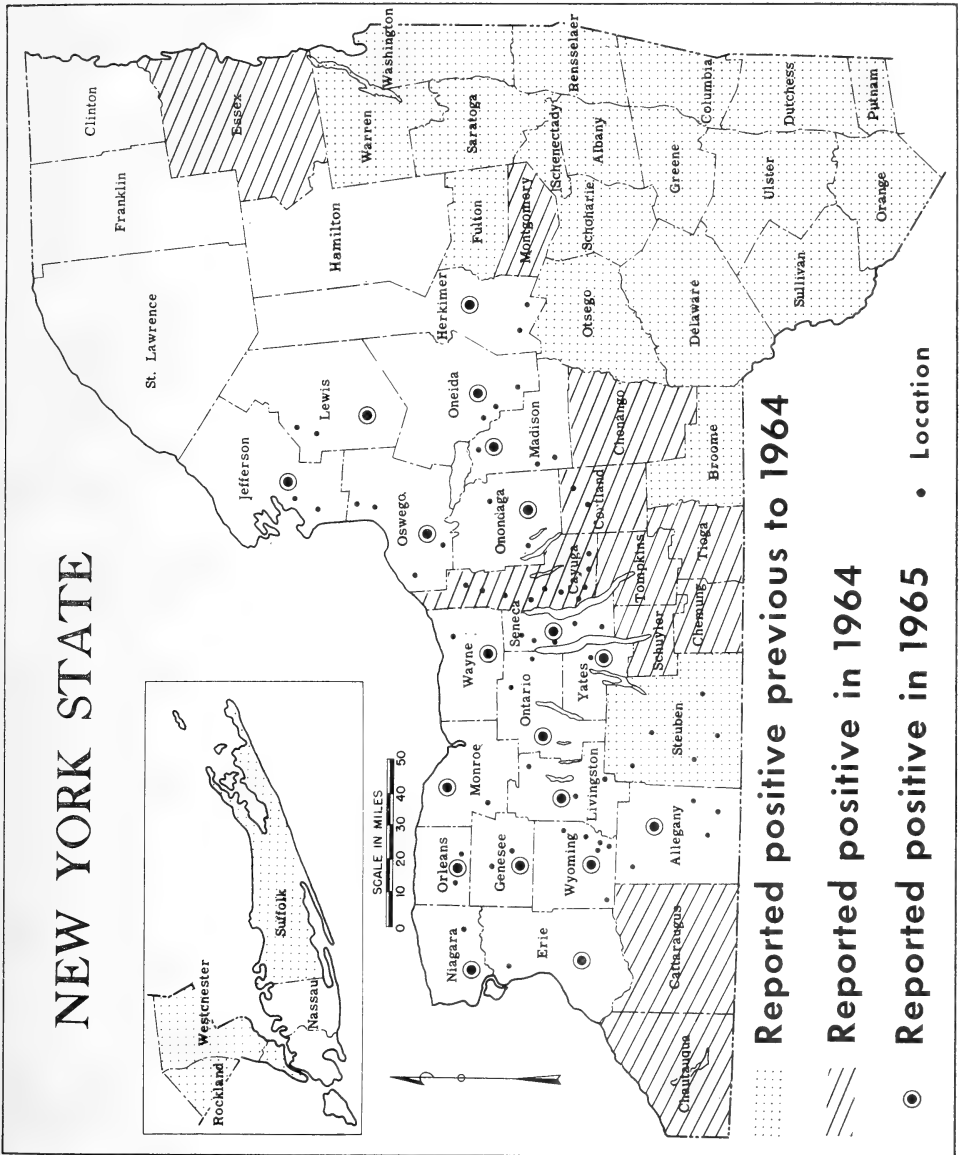 NEW YORK STATE
Rockland
Westchester
Nassau
Suffolk
SCALE IN MILES
0 10 20 30 40 50
Clinton
Franklin
St. Lawrence
Essex
Hamilton
Warren
Washington
Jefferson
Lewis
Herkimer
Oneida
Oswego
Fulton
Saratoga
Montgomery
Schenectady
Rensselaer
Albany
Schoharie
Otsego
Madison
Onondaga
Cayuga
Cortland
Chenango
Seneca
Wayne
Monroe
Orleans
Niagara
Genesee
Erie
Wyoming
Livingston
Ontario
Yates
Tompkins
Schuyler
Chemung
Tioga
Broome
Delaware
Greene
Columbia
Ulster
Dutchess
Sullivan
Orange
Putnam
Steuben
Allegany
Cattaraugus
Chautauqua
Reported positive previous to 1964
Reported positive in 1964
Reported positive in 1965
Location